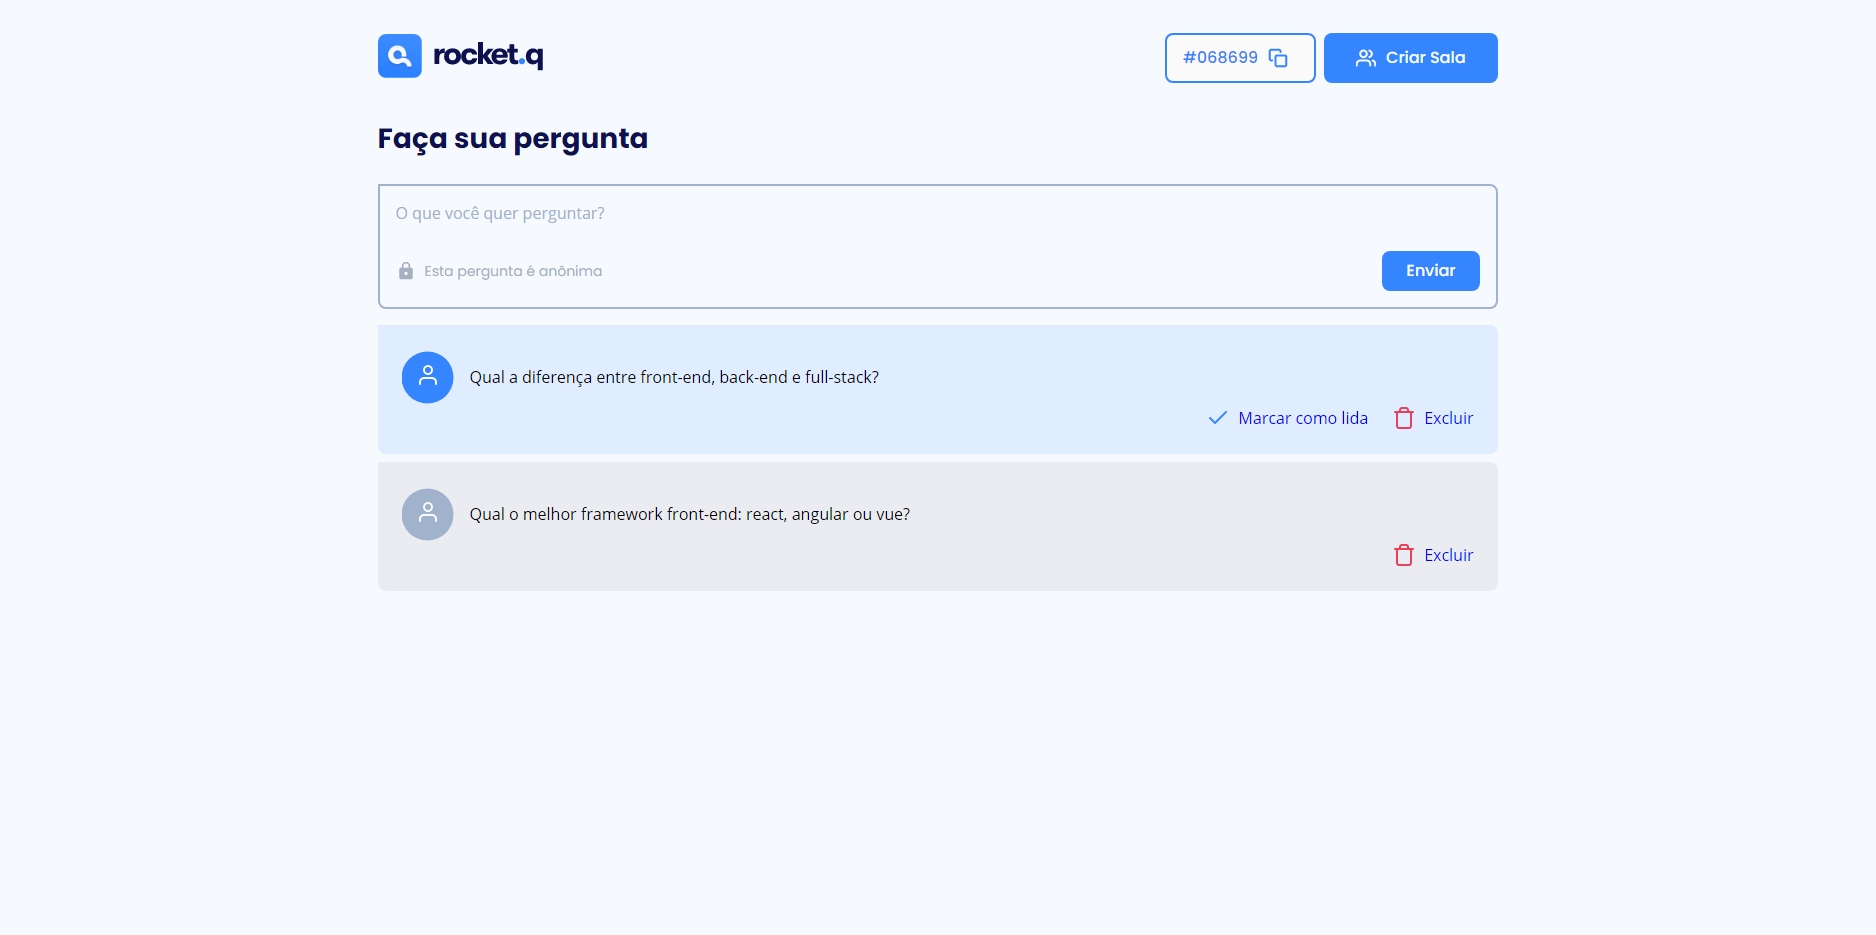 rocket.q
#068699
Criar Sala
Faça sua pergunta
O que você quer perguntar?
Esta pergunta é anônima
Enviar
Qual a diferença entre front-end, back-end e full-stack?
Marcar como lida
Excluir
Qual o melhor framework front-end: react, angular ou vue?
Excluir